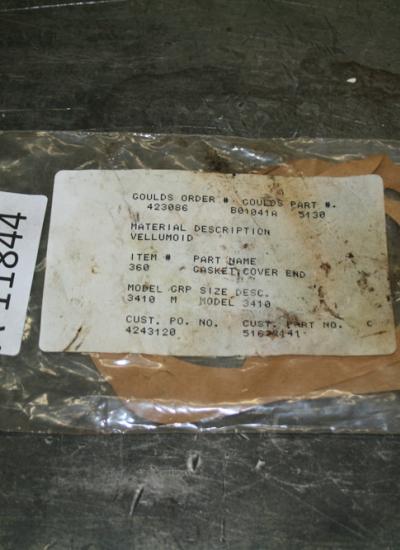 GOULDS ORDER # GOULDS PART #.
423086 B01041A 5130
MATERIAL DESCRIPTION
VELLUMOID
ITEM # PART NAME
360 GASKET,COVER END
MODEL GRP SIZE DESC.
3410 M MODEL 3410
CUST. PO. NO. CUST. PART NO. C
4243120
11844